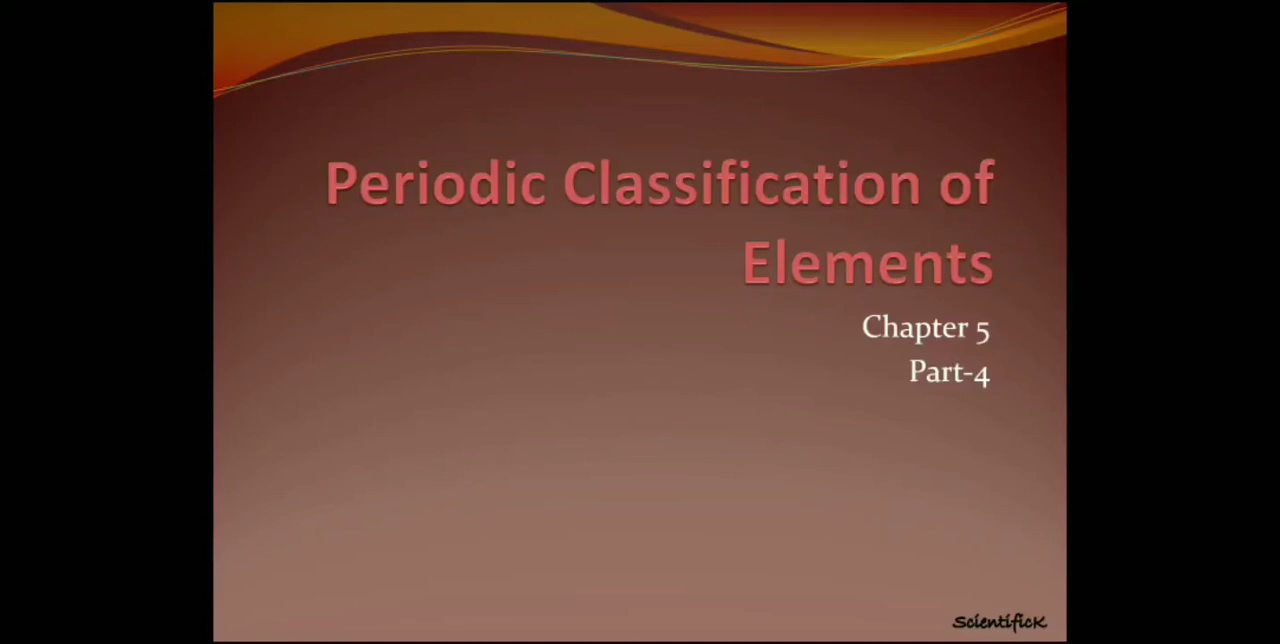 Periodic Classification of
Elements
Chapter 5
Part-4
Scientifick